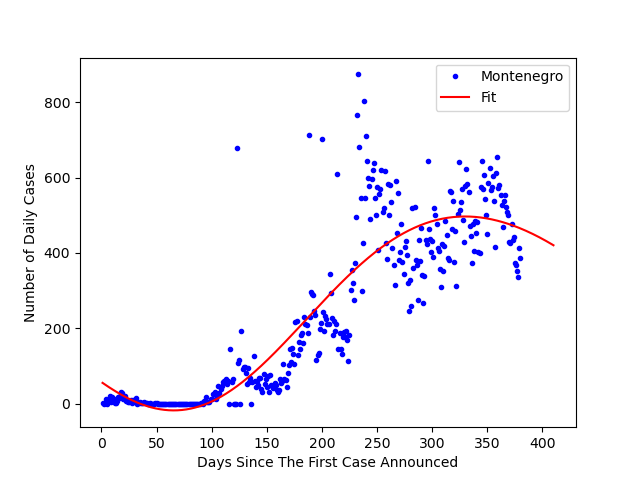 Montenegro
Fit
800
600
400
200
0
Number of Daily Cases
0 50 100 150 200 250 300 350 400
Days Since The First Case Announced